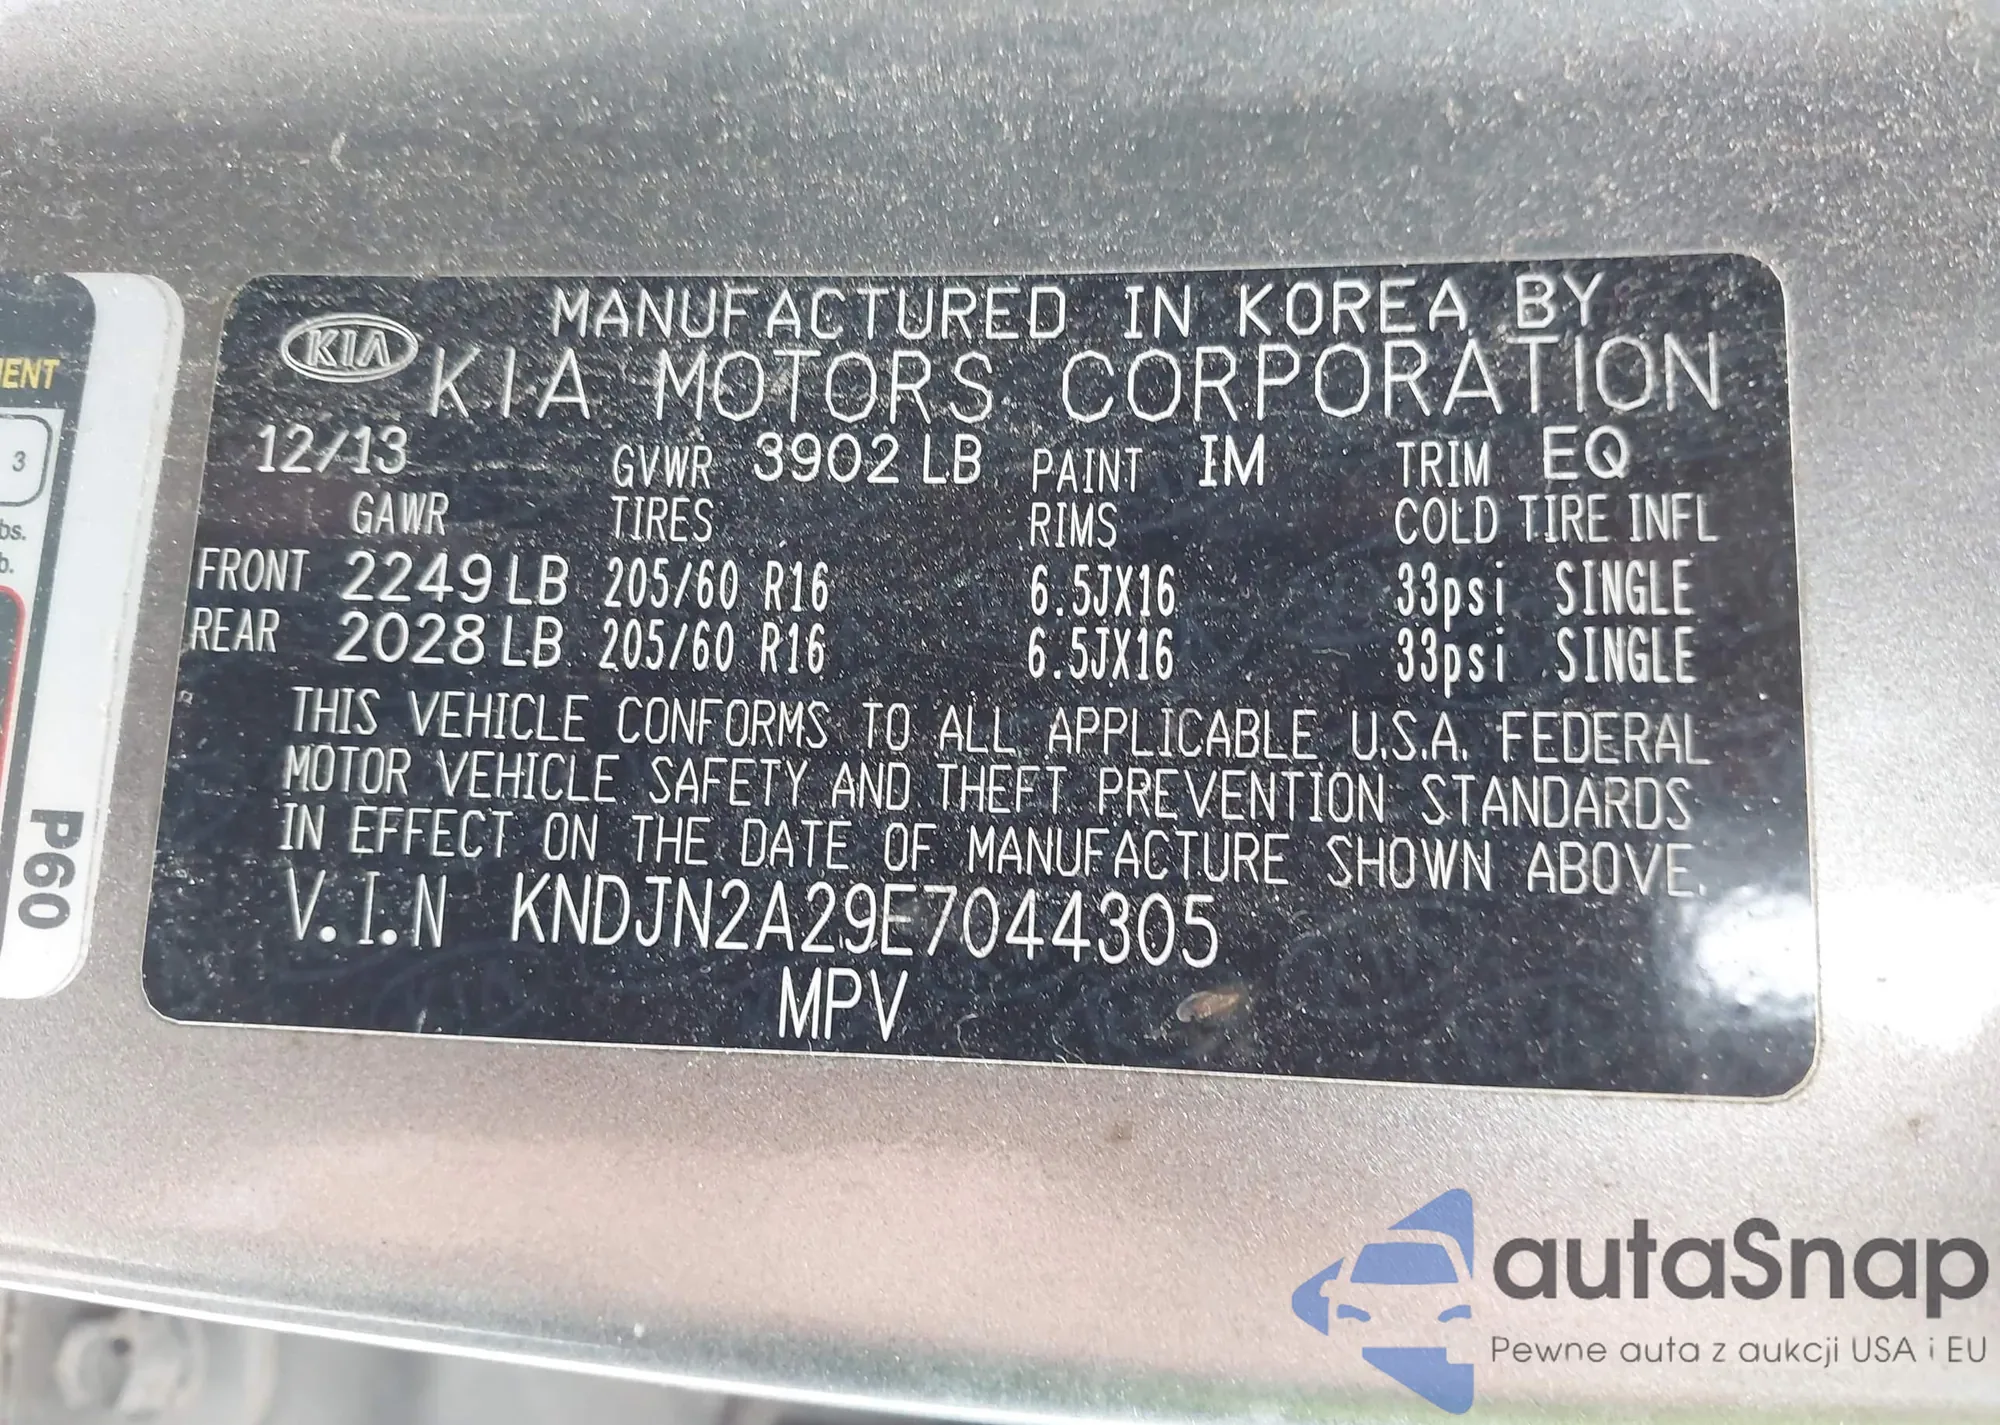 KIA
MANUFACTURED IN KOREA BY
KIA MOTORS CORPORATION
12/13 GVWR 3902 LB PAINT IM TRIM EQ
GAWR TIRES RIMS COLD TIRE INFL
FRONT 2249 LB 205/60 R16 6.5JX16 33psi SINGLE
REAR 2028 LB 205/60 R16 6.5JX16 33psi SINGLE
THIS VEHICLE CONFORMS TO ALL APPLICABLE U.S.A. FEDERAL
MOTOR VEHICLE SAFETY AND THEFT PREVENTION STANDARDS
IN EFFECT ON THE DATE OF MANUFACTURE SHOWN ABOVE.
V.I.N KNDJN2A29E7044305
MPV
3
P60
autaSnap
Pewne auta z aukcji USA i EU